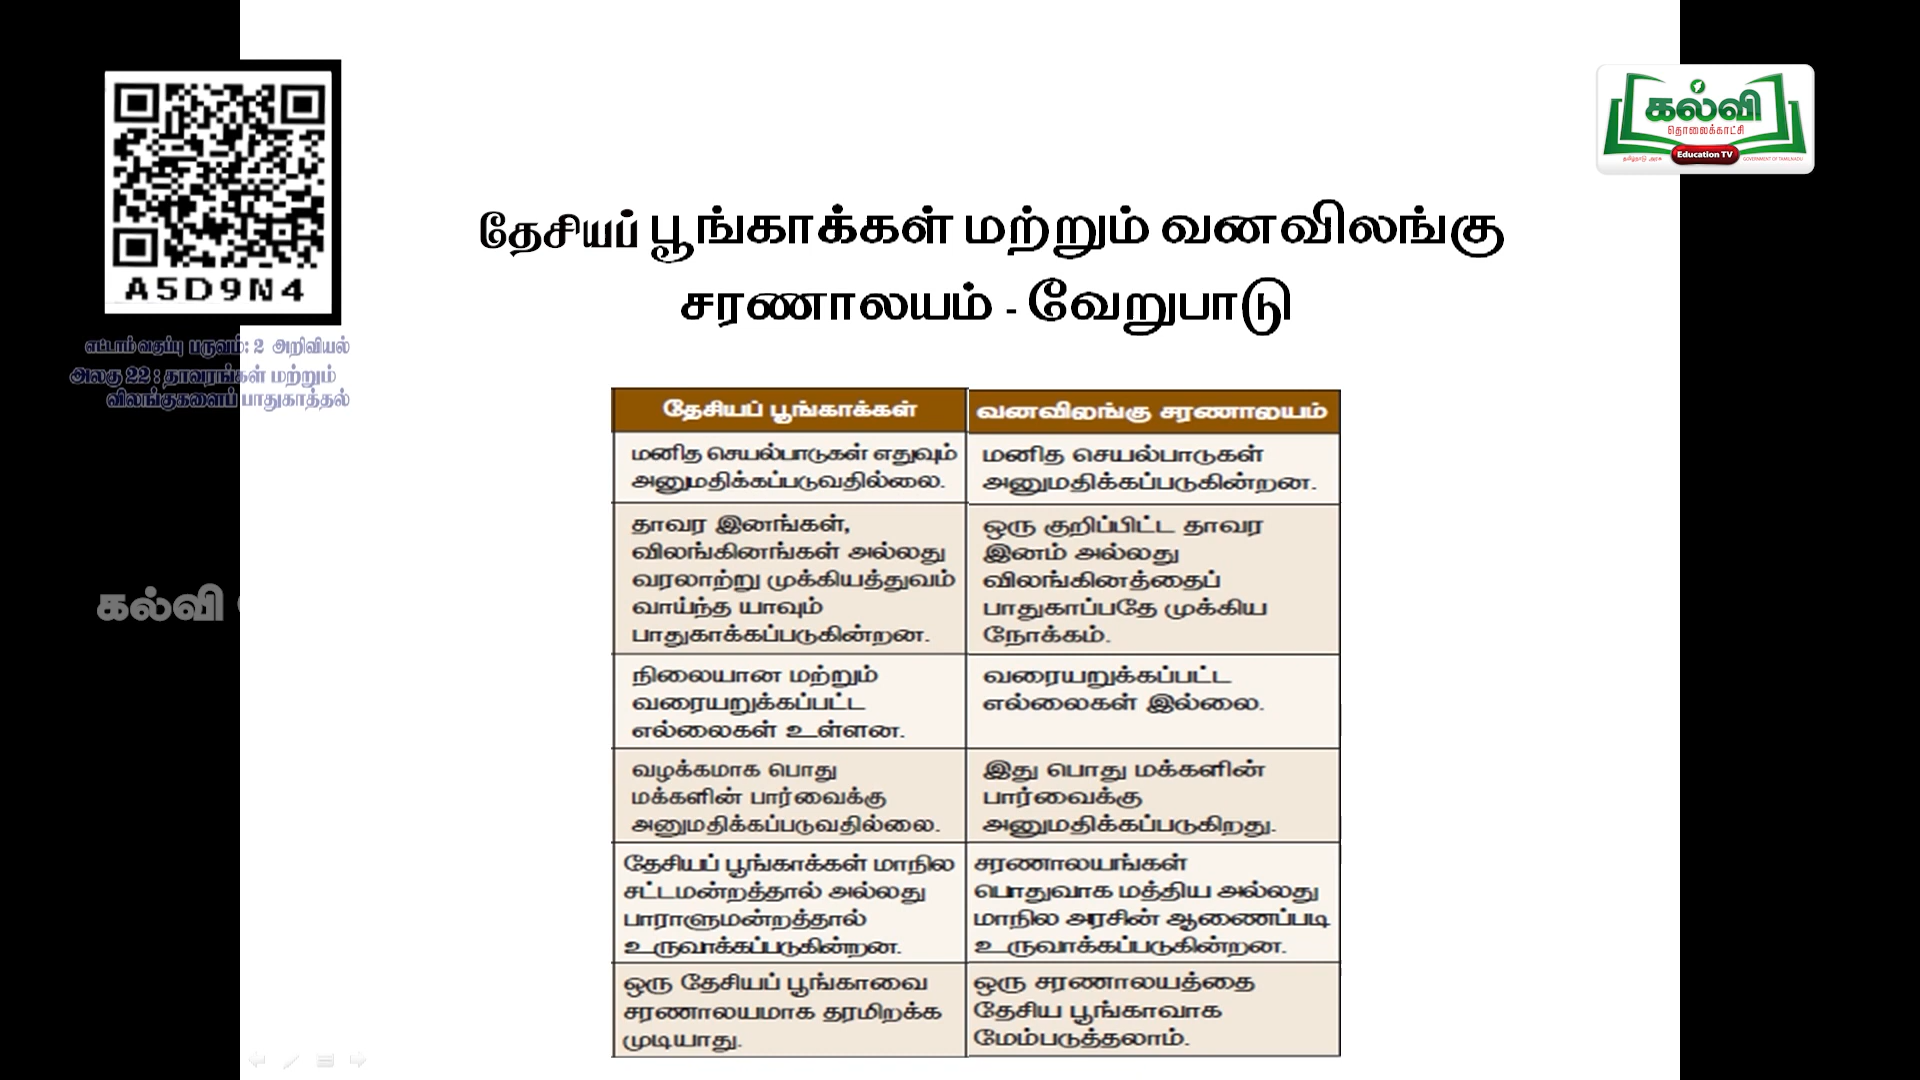 கல்வி
தொலைக்காட்சி
Education TV
தமிழ்நாடு அரசு
GOVERNMENT OF TAMILNADU
A5D9N4
எட்டாம் வகுப்பு பருவம்: 2 அறிவியல்
அலகு 22 : தாவரங்கள் மற்றும்
விலங்குகளைப் பாதுகாத்தல்
கல்வி
தேசியப் பூங்காக்கள் மற்றும் வனவிலங்கு
சரணாலயம் - வேறுபாடு
தேசியப் பூங்காக்கள்
வனவிலங்கு சரணாலயம்
மனித செயல்பாடுகள் எதுவும்
அனுமதிக்கப்படுவதில்லை.
மனித செயல்பாடுகள்
அனுமதிக்கப்படுகின்றன.
தாவர இனங்கள்,
விலங்கினங்கள் அல்லது
வரலாற்று முக்கியத்துவம்
வாய்ந்த யாவும்
பாதுகாக்கப்படுகின்றன.
ஒரு குறிப்பிட்ட தாவர
இனம் அல்லது
விலங்கினத்தைப்
பாதுகாப்பதே முக்கிய
நோக்கம்.
நிலையான மற்றும்
வரையறுக்கப்பட்ட
எல்லைகள் உள்ளன.
வரையறுக்கப்பட்ட
எல்லைகள் இல்லை.
வழக்கமாக பொது
மக்களின் பார்வைக்கு
அனுமதிக்கப்படுவதில்லை.
இது பொது மக்களின்
பார்வைக்கு
அனுமதிக்கப்படுகிறது.
தேசியப் பூங்காக்கள் மாநில
சட்டமன்றத்தால் அல்லது
பாராளுமன்றத்தால்
உருவாக்கப்படுகின்றன.
சரணாலயங்கள்
பொதுவாக மத்திய அல்லது
மாநில அரசின் ஆணைப்படி
உருவாக்கப்படுகின்றன.
ஒரு தேசியப் பூங்காவை
சரணாலயமாக தரமிறக்க
முடியாது.
ஒரு சரணாலயத்தை
தேசிய பூங்காவாக
மேம்படுத்தலாம்.